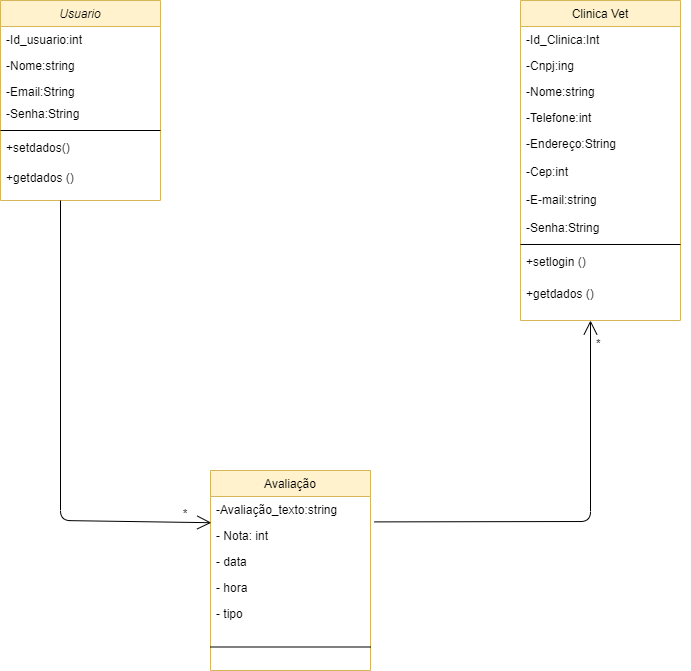 Usuario
-Id_usuario:int
-Nome:string
-Email:String
-Senha:String
+setdados()
+getdados ()
Clinica Vet
-Id_Clinica:Int
-Cnpj:ing
-Nome:string
-Telefone:int
-Endereço:String
-Cep:int
-E-mail:string
-Senha:String
+setlogin ()
+getdados ()
*
*
Avaliação
-Avaliação_texto:string
- Nota: int
- data
- hora
- tipo